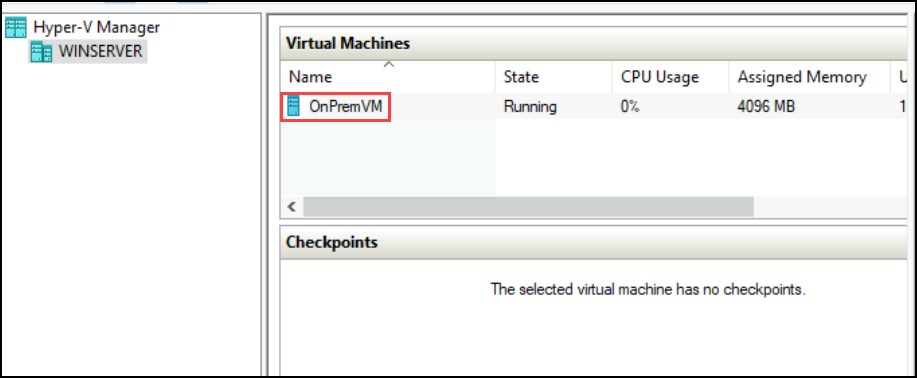 Hyper-V Manager
WINSERVER
Virtual Machines
Name State CPU Usage Assigned Memory U
OnPremVM Running 0% 4096 MB 1
Checkpoints
The selected virtual machine has no checkpoints.